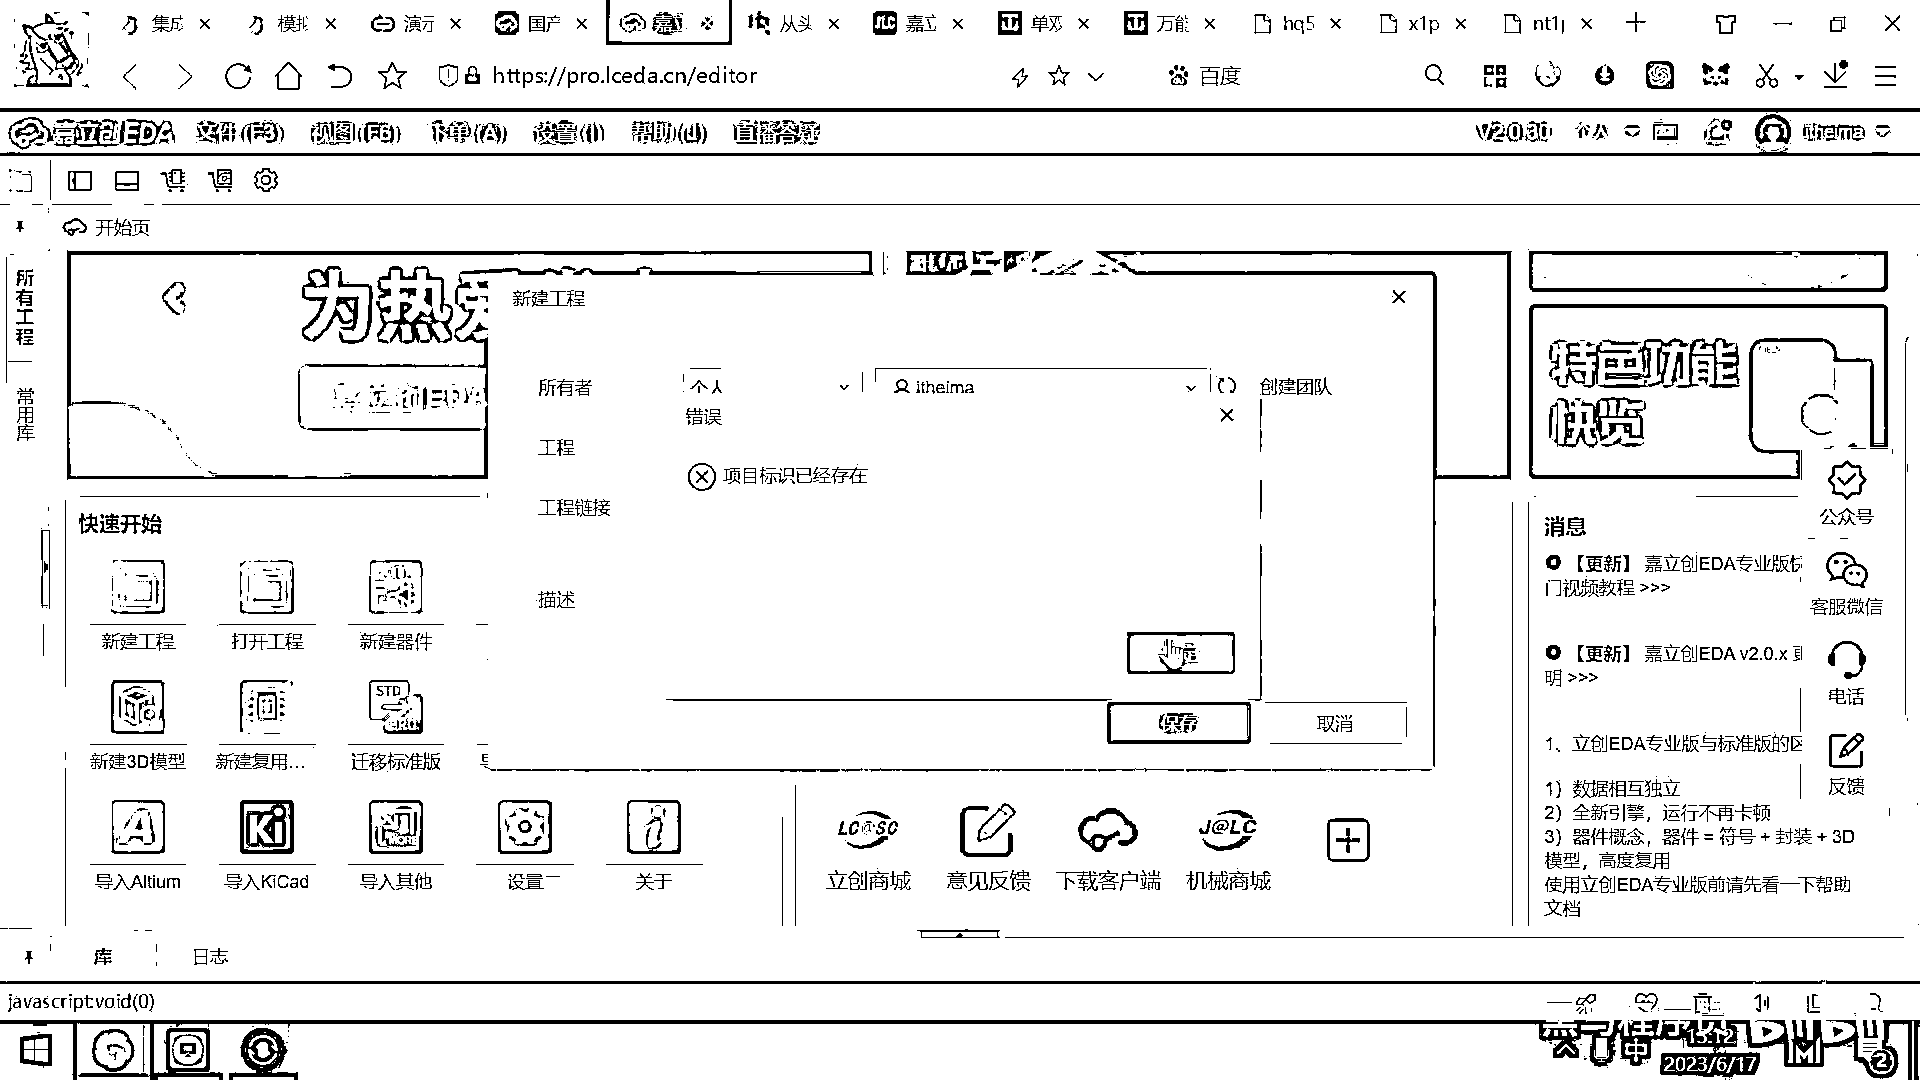 集成
模拟
演示
国产
嘉立
从头
嘉立
单双
万能
hq5
x1p
nt1
https://pro.lceda.cn/editor
百度
嘉立创EDA 文件(F3) 视图(F6) 下单(A) 设置(I) 帮助(J) 直播答疑
V2.0.30 个人 itheima
开始页
所有工程
常用库
为热爱
新建工程
特色功能
快览
所有者 个人 itheima 创建团队
错误
工程
项目标识已经存在
工程链接
描述
保存 取消
快速开始
新建工程 打开工程 新建器件
新建3D模型 新建复用... 迁移标准版
导入Altium 导入KiCad 导入其他 设置 关于
立创商城 意见反馈 下载客户端 机械商城
消息
【更新】 嘉立创EDA专业版快
门视频教程 >>>
【更新】 嘉立创EDA v2.0.x 更
明 >>>
1、立创EDA专业版与标准版的区
1）数据相互独立
2）全新引擎，运行不再卡顿
3）器件概念，器件 = 符号 + 封装 + 3D
模型，高度复用
使用立创EDA专业版前请先看一下帮助
文档
公众号
客服微信
电话
反馈
库 日志
javascript:void(0)
中
15:12
2023/6/17
2